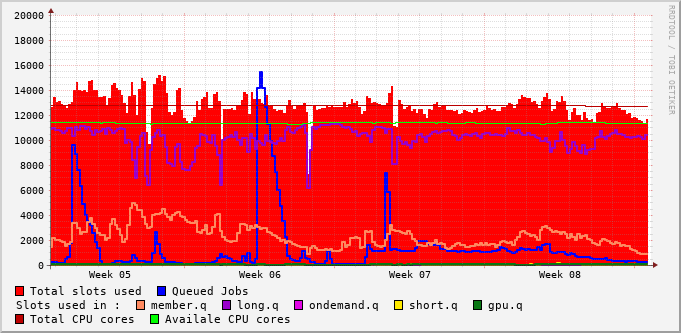 20000
18000
16000
14000
12000
10000
8000
6000
4000
2000
0
Week 05 Week 06 Week 07 Week 08
Total slots used Queued Jobs
Slots used in : member.q long.q ondemand.q short.q gpu.q
Total CPU cores Availale CPU cores
RRDTOOL / TOBI OETIKER